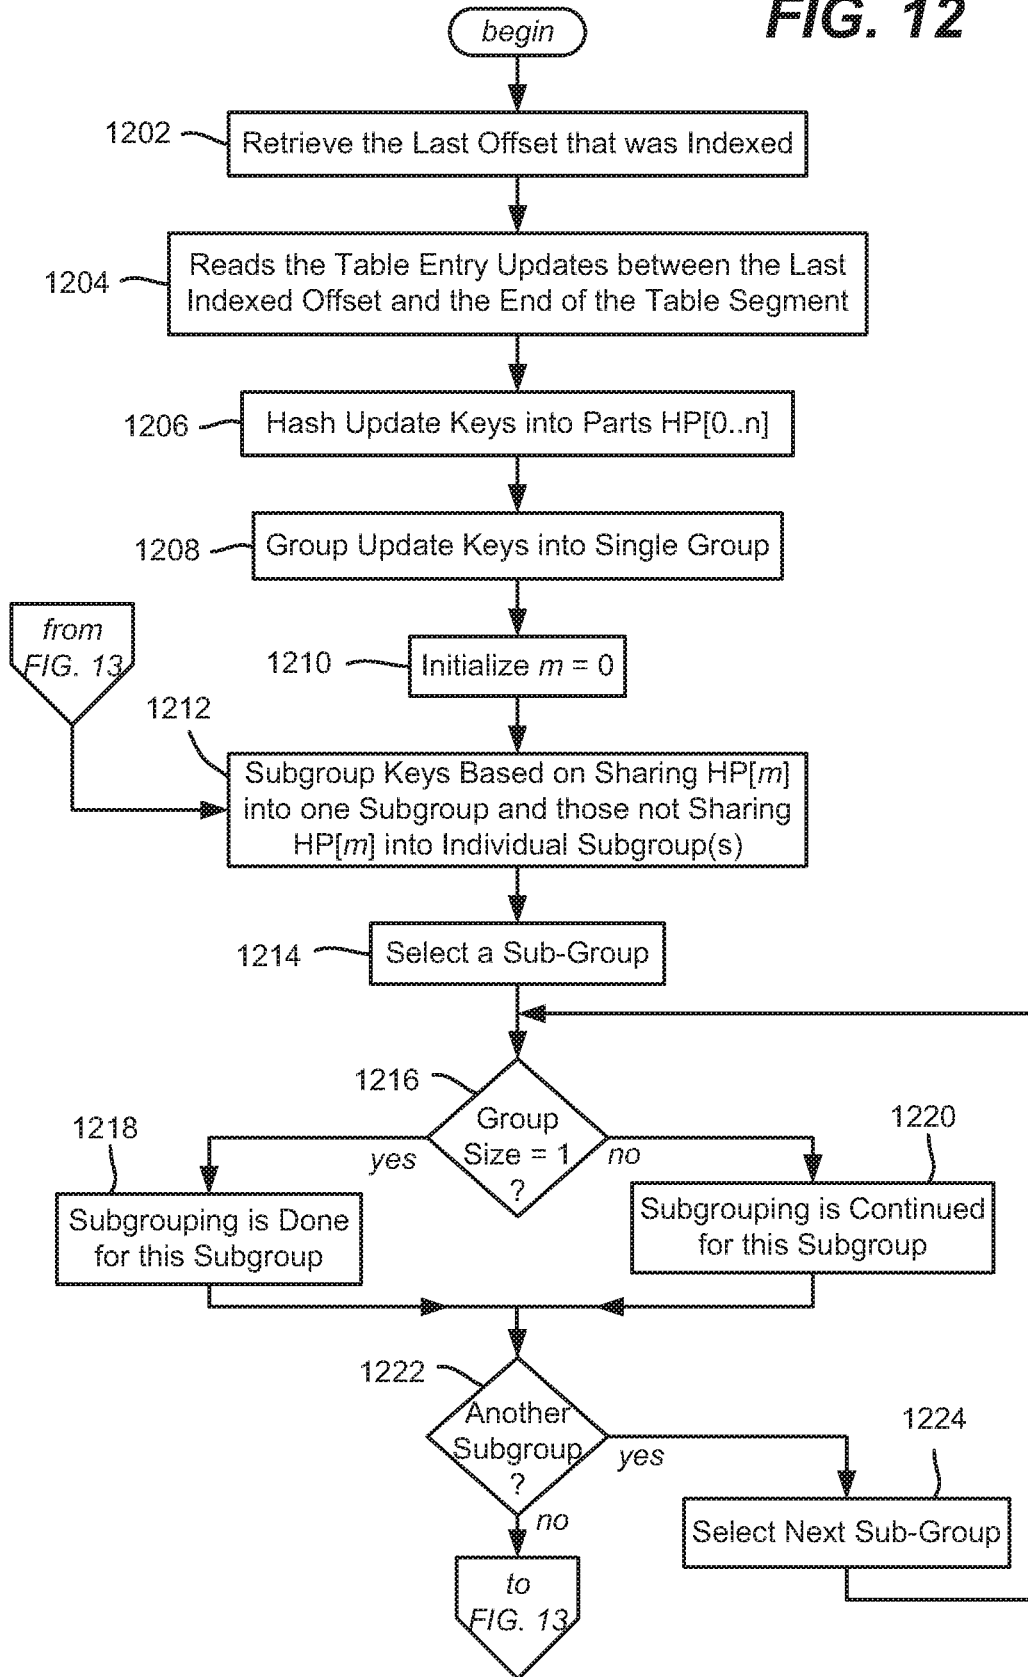 FIG. 12
begin
1202
Retrieve the Last Offset that was Indexed
1204
Reads the Table Entry Updates between the Last
Indexed Offset and the End of the Table Segment
1206
Hash Update Keys into Parts HP[0..n]
1208
Group Update Keys into Single Group
from
FIG. 13
1210
Initialize m = 0
1212
Subgroup Keys Based on Sharing HP[m]
into one Subgroup and those not Sharing
HP[m] into Individual Subgroup(s)
1214
Select a Sub-Group
1216
Group
Size = 1
?
yes
no
1218
Subgrouping is Done
for this Subgroup
1220
Subgrouping is Continued
for this Subgroup
1222
Another
Subgroup
?
yes
no
1224
Select Next Sub-Group
to
FIG. 13